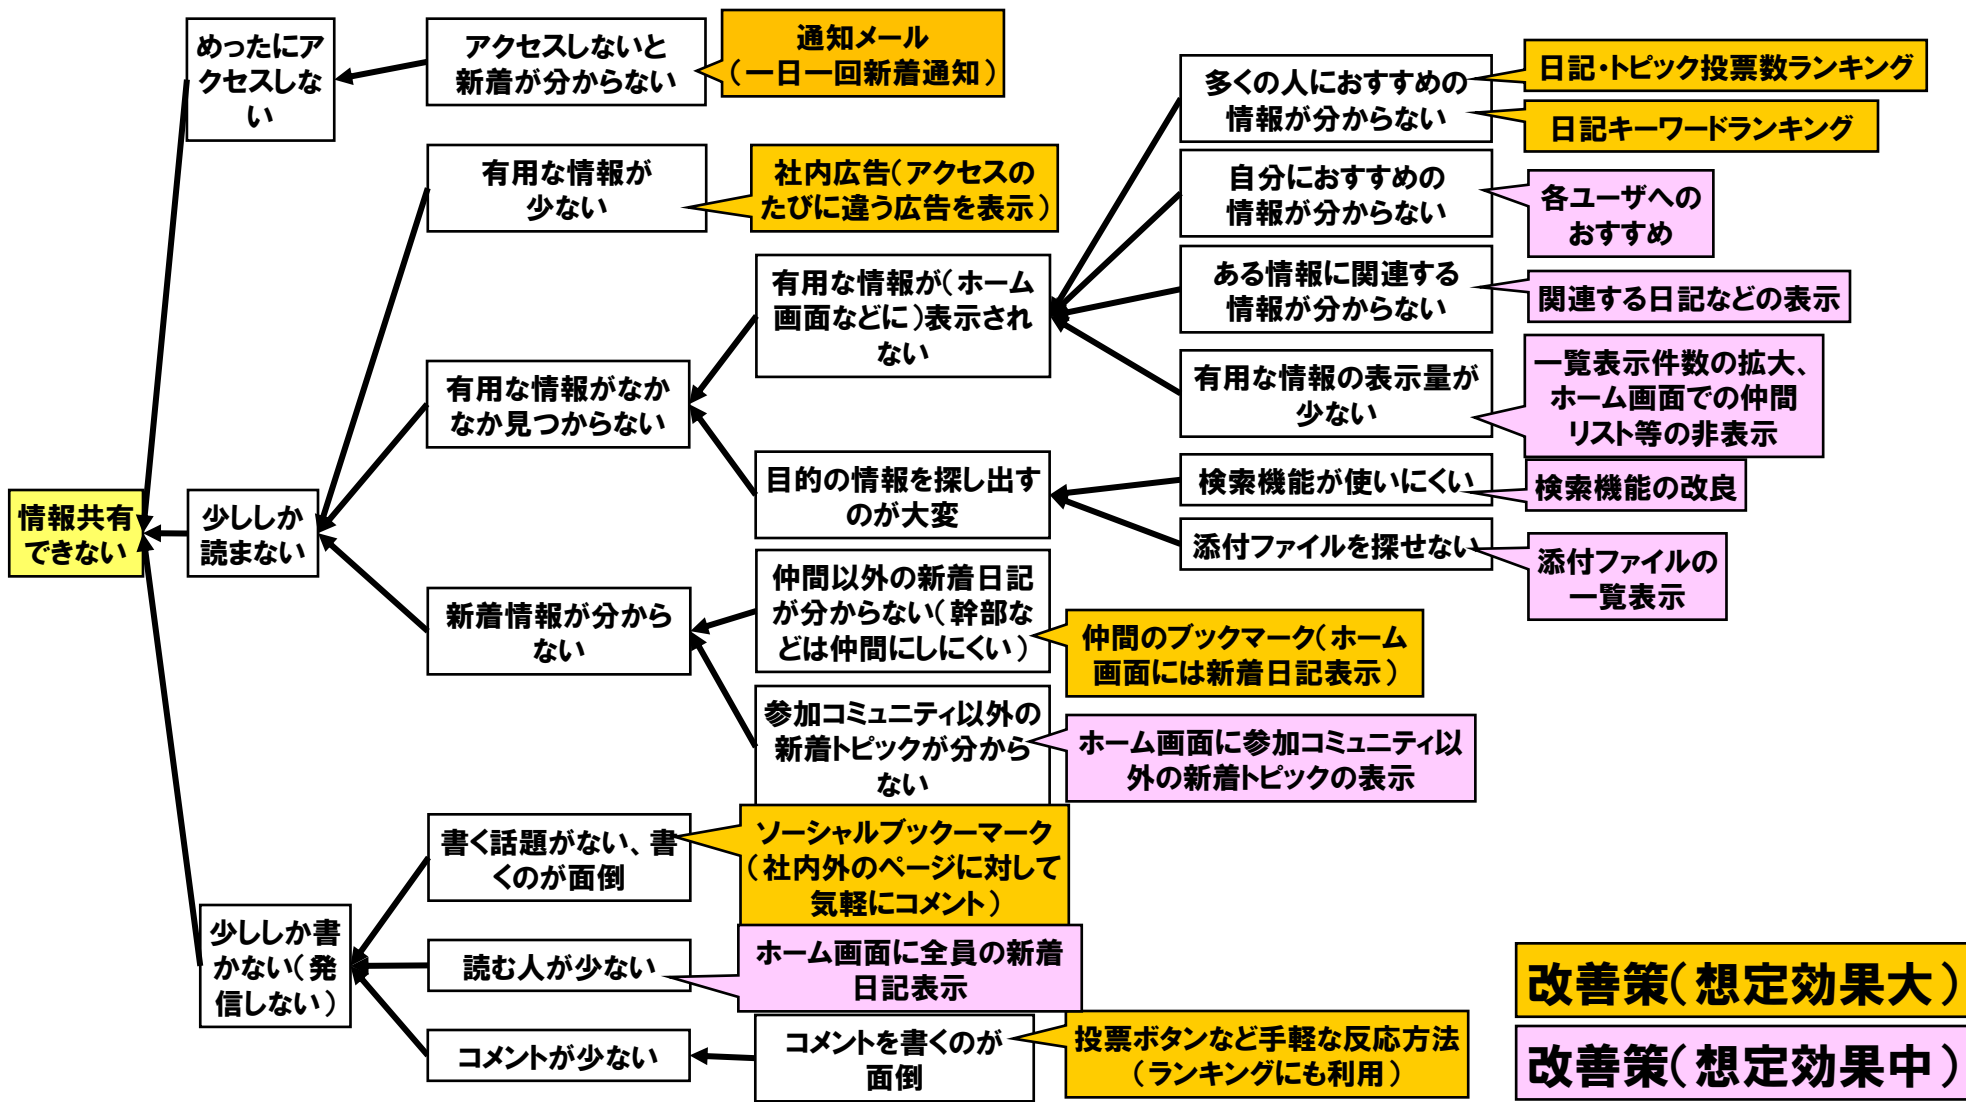 めったにア
クセスしな
い
アクセスしないと
新着が分からない
通知メール
（一日一回新着通知）
有用な情報が
少ない
社内広告（アクセスの
たびに違う広告を表示）
多くの人におすすめの
情報が分からない
日記・トピック投票数ランキング
日記キーワードランキング
自分におすすめの
情報が分からない
各ユーザへの
おすすめ
有用な情報が（ホーム
画面などに）表示され
ない
ある情報に関連する
情報が分からない
関連する日記などの表示
有用な情報がなか
なか見つからない
有用な情報の表示量が
少ない
一覧表示件数の拡大、
ホーム画面での仲間
リスト等の非表示
目的の情報を探し出す
のが大変
検索機能が使いにくい
検索機能の改良
添付ファイルを探せない
添付ファイルの
一覧表示
情報共有
できない
少ししか
読まない
新着情報が分から
ない
仲間以外の新着日記
が分からない（幹部な
どは仲間にしにくい）
仲間のブックマーク（ホーム
画面には新着日記表示）
参加コミュニティ以外の
新着トピックが分から
ない
ホーム画面に参加コミュニティ以
外の新着トピックの表示
少ししか書
かない（発
信しない）
書く話題がない、書
くのが面倒
ソーシャルブックーマーク
（社内外のページに対して
気軽にコメント）
読む人が少ない
ホーム画面に全員の新着
日記表示
コメントが少ない
コメントを書くのが
面倒
投票ボタンなど手軽な反応方法
（ランキングにも利用）
改善策（想定効果大）
改善策（想定効果中）